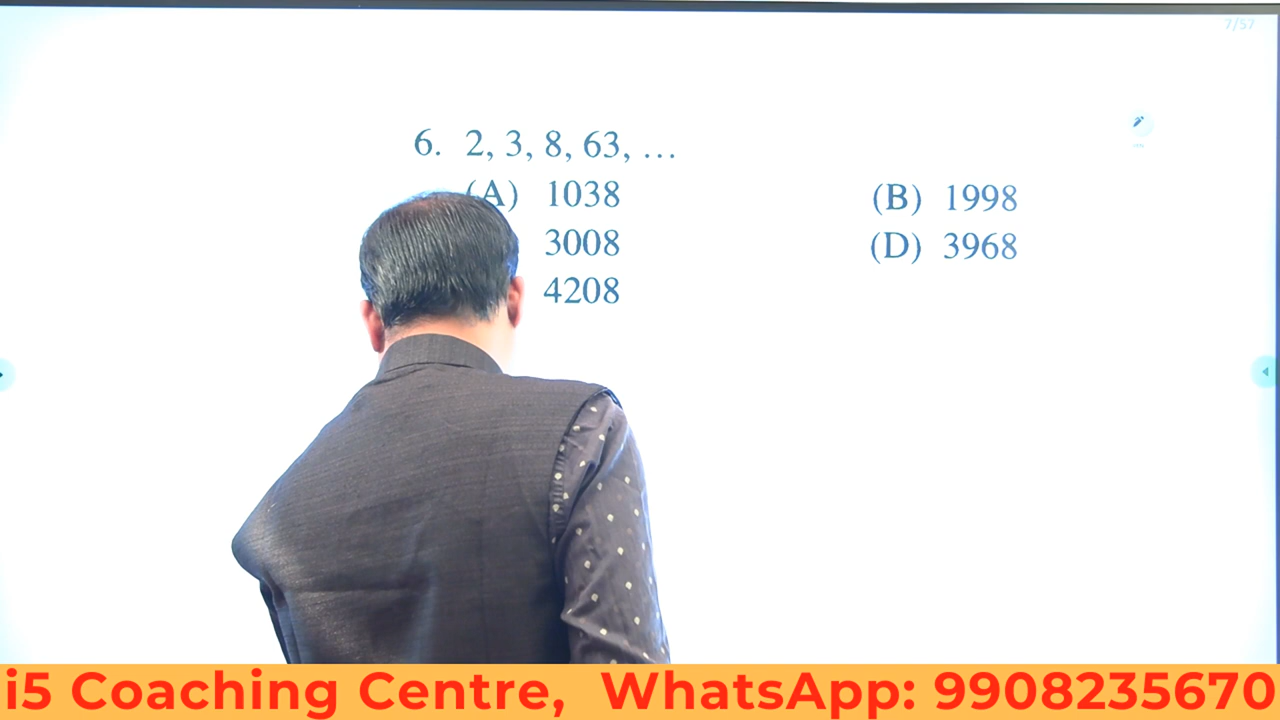 7/57
6. 2, 3, 8, 63, ...
(A) 1038 (B) 1998
3008 (D) 3968
4208
i5 Coaching Centre, WhatsApp: 9908235670